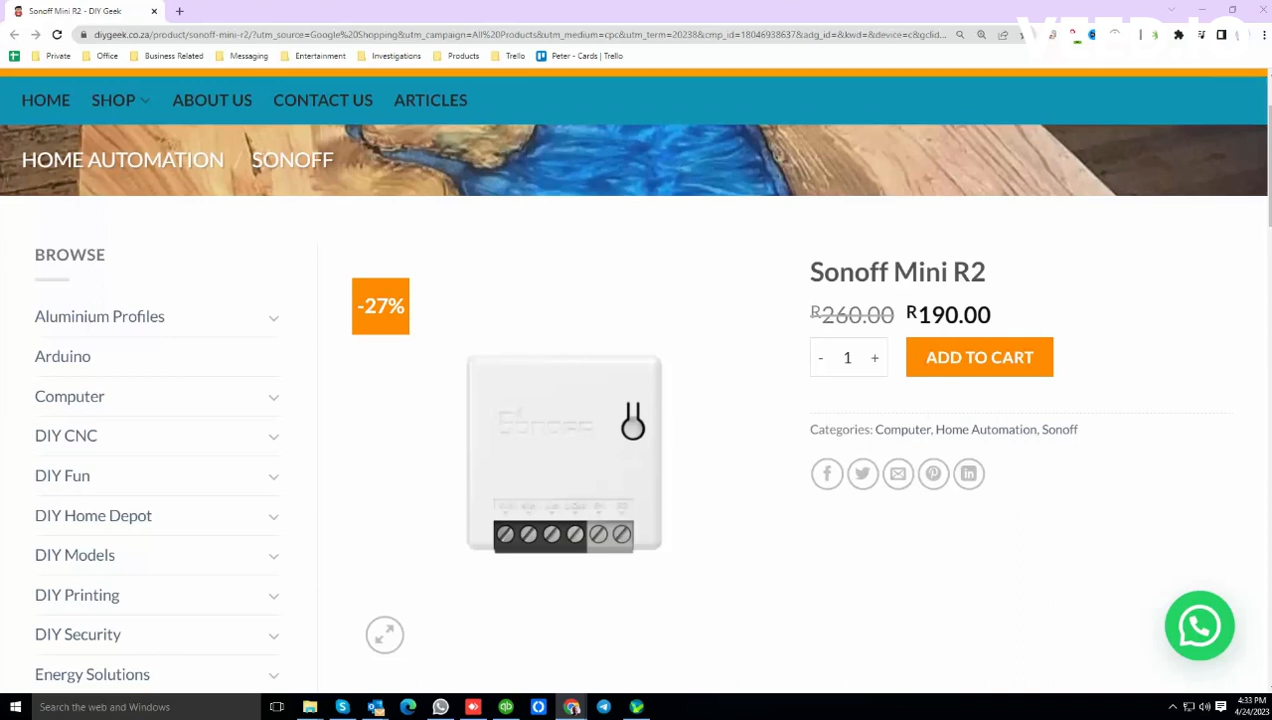 Sonoff Mini R2 - DIY Geek
VEED.IO
diygeek.co.za/product/sonoff-mini-r2/?utm_source=Google%20Shopping&utm_campaign=All%20Products&utm_medium=cpc&utm_term=20238&cmp_id=18046938637&adg_id=&kwd=&device=c&gclid...
Private Office Business Related Messaging Entertainment Investigations Products Trello Peter - Cards | Trello
HOME SHOP ABOUT US CONTACT US ARTICLES
HOME AUTOMATION / SONOFF
BROWSE
Aluminium Profiles
Arduino
Computer
DIY CNC
DIY Fun
DIY Home Depot
DIY Models
DIY Printing
DIY Security
Energy Solutions
-27%
Sonoff
Sonoff Mini R2
R260.00 R190.00
- 1 + ADD TO CART
Categories: Computer, Home Automation, Sonoff
Search the web and Windows
4:33 PM
4/24/2023